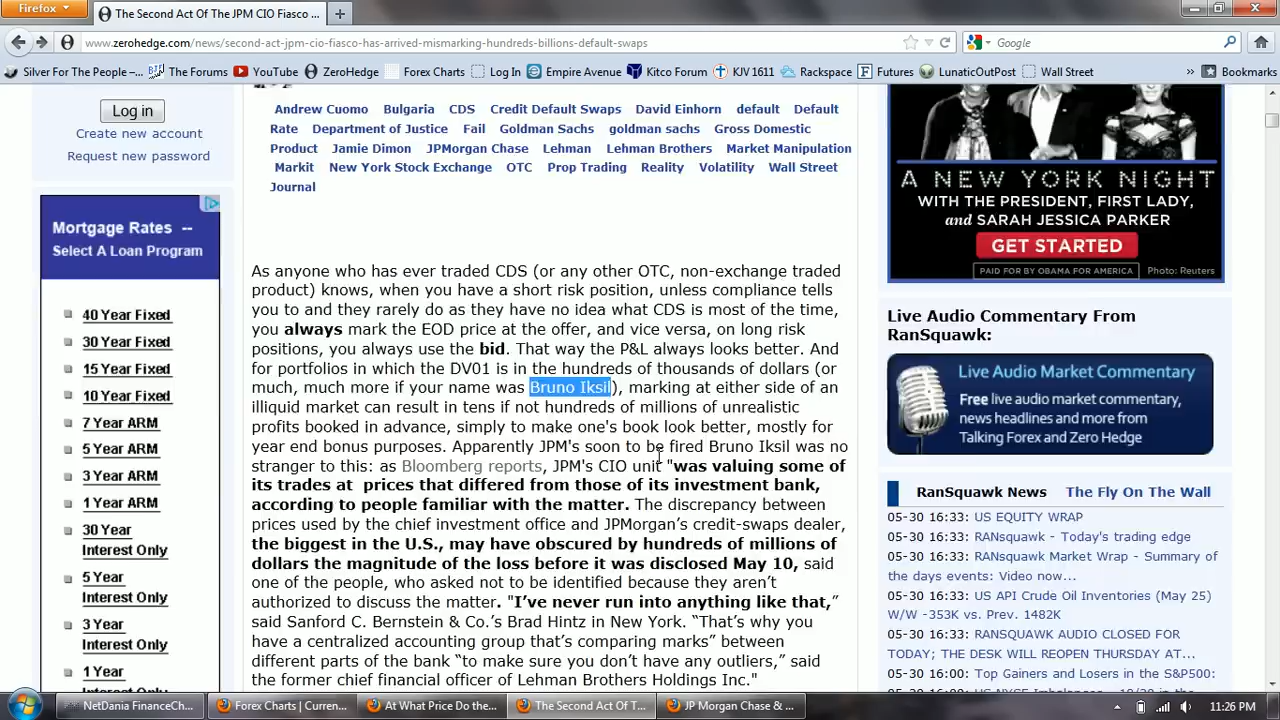 Firefox
The Second Act Of The JPM CIO Fiasco ...
www.zerohedge.com/news/second-act-jpm-cio-fiasco-has-arrived-mismarking-hundreds-billions-default-swaps
Google
Silver For The People –...
The Forums
YouTube
ZeroHedge
Forex Charts
Log In
Empire Avenue
Kitco Forum
KJV 1611
Rackspace
Futures
LunaticOutPost
Wall Street
»
Bookmarks
Log in
Create new account
Request new password
Mortgage Rates --
Select A Loan Program
40 Year Fixed
30 Year Fixed
15 Year Fixed
10 Year Fixed
7 Year ARM
5 Year ARM
3 Year ARM
1 Year ARM
30 Year
Interest Only
5 Year
Interest Only
3 Year
Interest Only
1 Year
Interest Only
Andrew Cuomo Bulgaria CDS Credit Default Swaps David Einhorn default Default
Rate Department of Justice Fail Goldman Sachs goldman sachs Gross Domestic
Product Jamie Dimon JPMorgan Chase Lehman Lehman Brothers Market Manipulation
Markit New York Stock Exchange OTC Prop Trading Reality Volatility Wall Street
Journal
As anyone who has ever traded CDS (or any other OTC, non-exchange traded
product) knows, when you have a short risk position, unless compliance tells
you to and they rarely do as they have no idea what CDS is most of the time,
you always mark the EOD price at the offer, and vice versa, on long risk
positions, you always use the bid. That way the P&L always looks better. And
for portfolios in which the DV01 is in the hundreds of thousands of dollars (or
much, much more if your name was Bruno Iksil), marking at either side of an
illiquid market can result in tens if not hundreds of millions of unrealistic
profits booked in advance, simply to make one's book look better, mostly for
year end bonus purposes. Apparently JPM's soon to be fired Bruno Iksil was no
stranger to this: as Bloomberg reports, JPM's CIO unit "was valuing some of
its trades at prices that differed from those of its investment bank,
according to people familiar with the matter. The discrepancy between
prices used by the chief investment office and JPMorgan’s credit-swaps dealer,
the biggest in the U.S., may have obscured by hundreds of millions of
dollars the magnitude of the loss before it was disclosed May 10, said
one of the people, who asked not to be identified because they aren’t
authorized to discuss the matter. "I’ve never run into anything like that,”
said Sanford C. Bernstein & Co.’s Brad Hintz in New York. “That’s why you
have a centralized accounting group that’s comparing marks” between
different parts of the bank “to make sure you don’t have any outliers,” said
the former chief financial officer of Lehman Brothers Holdings Inc."
A NEW YORK NIGHT
WITH THE PRESIDENT, FIRST LADY,
and SARAH JESSICA PARKER
GET STARTED
PAID FOR BY OBAMA FOR AMERICA
Photo: Reuters
Live Audio Commentary From
RanSquawk:
Live Audio Market Commentary
Free live audio market commentary,
news headlines and more from
Talking Forex and Zero Hedge
RanSquawk News
The Fly On The Wall
05-30 16:33: US EQUITY WRAP
05-30 16:33: RANsquawk - Today's trading edge
05-30 16:33: RANsquawk Market Wrap - Summary of
the days events: Video now...
05-30 16:33: US API Crude Oil Inventories (May 25)
W/W -353K vs. Prev. 1482K
05-30 16:33: RANSQUAWK AUDIO CLOSED FOR
TODAY; THE DESK WILL REOPEN THURSDAY AT...
05-30 16:00: Top Gainers and Losers in the S&P500:
NetDania FinanceCh...
Forex Charts | Curren...
At What Price Do the...
The Second Act Of T...
JP Morgan Chase & ...
11:26 PM